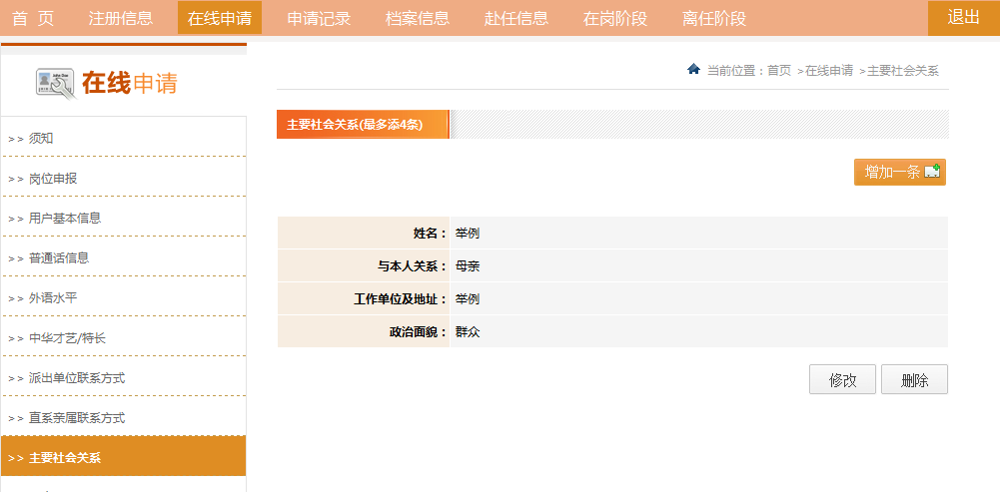 首 页 注册信息 在线申请 申请记录 档案信息 赴任信息 在岗阶段 离任阶段 退出
在线申请
当前位置：首页 >在线申请 >主要社会关系
主要社会关系(最多添4条)
增加一条
>> 须知
>> 岗位申报
>> 用户基本信息
>> 普通话信息
>> 外语水平
>> 中华才艺/特长
>> 派出单位联系方式
>> 直系亲属联系方式
>> 主要社会关系
姓名： 举例
与本人关系： 母亲
工作单位及地址： 举例
政治面貌： 群众
修改 删除